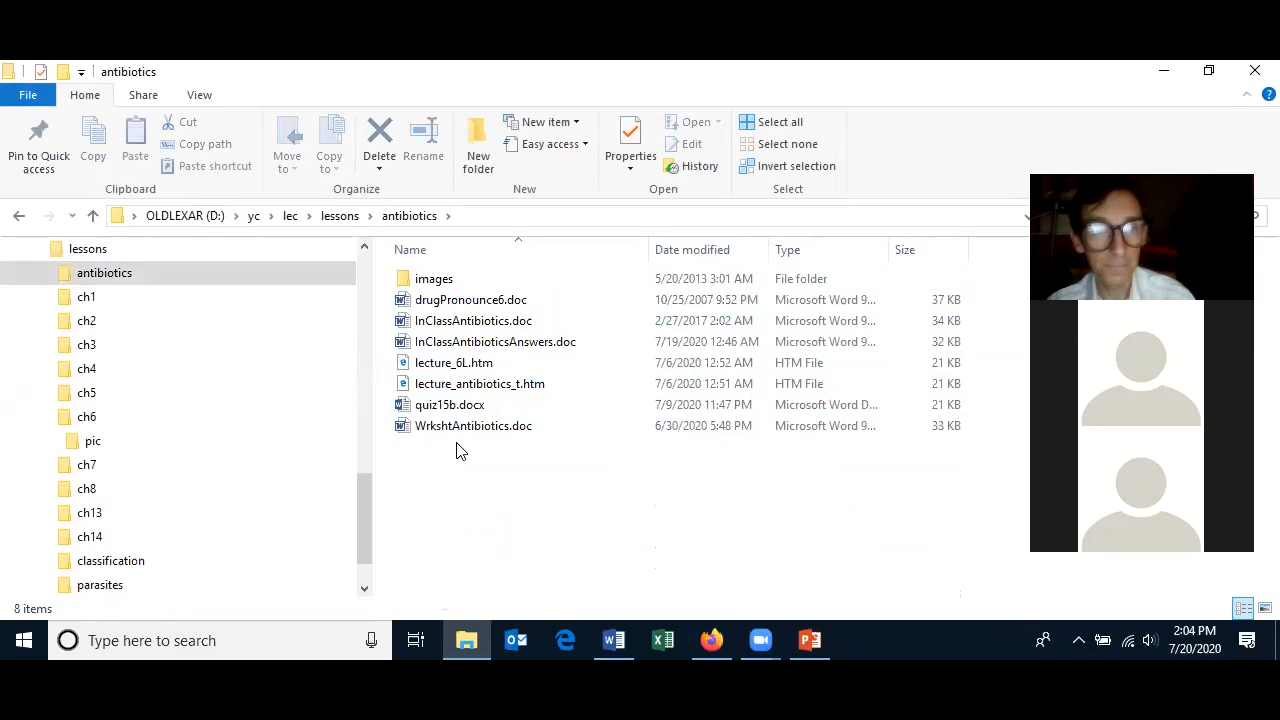 antibiotics
File Home Share View
Pin to Quick access
Copy
Paste
Cut
Copy path
Paste shortcut
Clipboard
Move to
Copy to
Delete
Rename
Organize
New folder
New item
Easy access
New
Properties
Open
Edit
History
Open
Select all
Select none
Invert selection
Select
OLDLEXAR (D:) yc lec lessons antibiotics
lessons
antibiotics
ch1
ch2
ch3
ch4
ch5
ch6
pic
ch7
ch8
ch13
ch14
classification
parasites
Name Date modified Type Size
images 5/20/2013 3:01 AM File folder
drugPronounce6.doc 10/25/2007 9:52 PM Microsoft Word 9... 37 KB
InClassAntibiotics.doc 2/27/2017 2:02 AM Microsoft Word 9... 34 KB
InClassAntibioticsAnswers.doc 7/19/2020 12:46 AM Microsoft Word 9... 32 KB
lecture_6L.htm 7/6/2020 12:52 AM HTM File 21 KB
lecture_antibiotics_t.htm 7/6/2020 12:51 AM HTM File 21 KB
quiz15b.docx 7/9/2020 11:47 PM Microsoft Word D... 21 KB
WrkshtAntibiotics.doc 6/30/2020 5:48 PM Microsoft Word 9... 33 KB
8 items
Type here to search
2:04 PM
7/20/2020